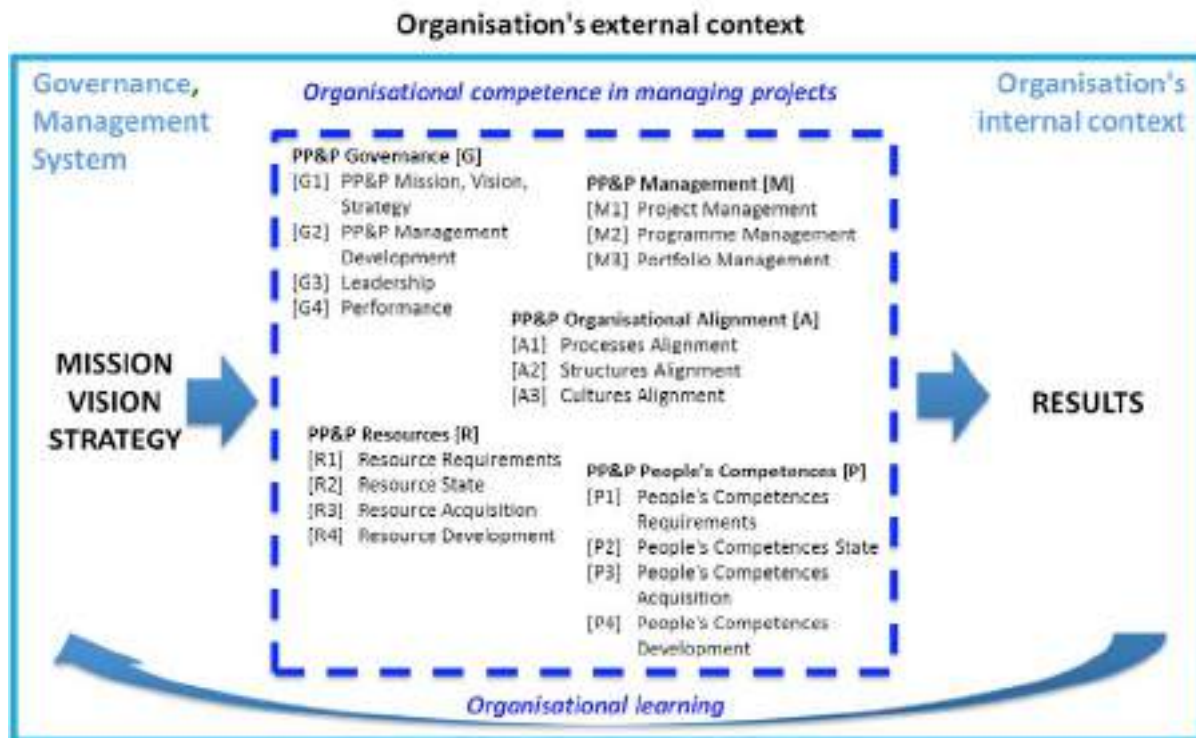 Organisation's external context
Governance,
Management
System
Organisational competence in managing projects
Organisation's
internal context
PP&P Governance [G]
[G1] PP&P Mission, Vision,
Strategy
[G2] PP&P Management
Development
[G3] Leadership
[G4] Performance
PP&P Management [M]
[M1] Project Management
[M2] Programme Management
[M3] Portfolio Management
PP&P Organisational Alignment [A]
[A1] Processes Alignment
[A2] Structures Alignment
[A3] Cultures Alignment
MISSION
VISION
STRATEGY
RESULTS
PP&P Resources [R]
[R1] Resource Requirements
[R2] Resource State
[R3] Resource Acquisition
[R4] Resource Development
PP&P People's Competences [P]
[P1] People's Competences
Requirements
[P2] People's Competences State
[P3] People's Competences
Acquisition
[P4] People's Competences
Development
Organisational learning